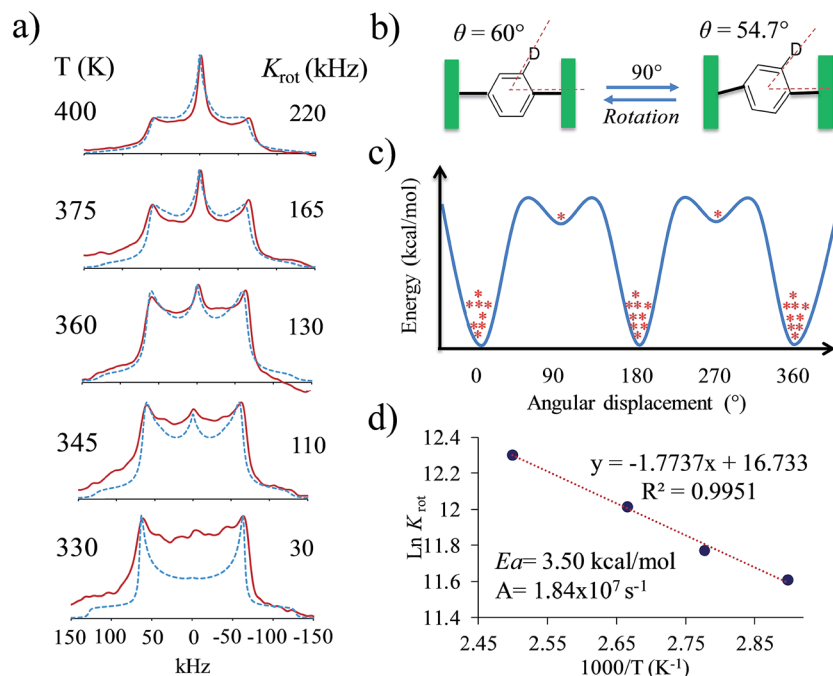 a)
T (K)
K_rot (kHz)
400
220
375
165
360
130
345
110
330
30
150 100 50 0 -50 -100 -150
kHz
b)
θ = 60°
D
90°
Rotation
θ = 54.7°
D
c)
Energy (kcal/mol)
* * * * * * * * * *
*
* * * * * * * * * *
*
* * * * * * * * * *
0 90 180 270 360
Angular displacement (°)
d)
Ln K_rot
12.4
12.2
12
11.8
11.6
11.4
y = -1.7737x + 16.733
R² = 0.9951
Ea= 3.50 kcal/mol
A= 1.84x10⁷ s⁻¹
2.45 2.55 2.65 2.75 2.85
1000/T (K⁻¹)